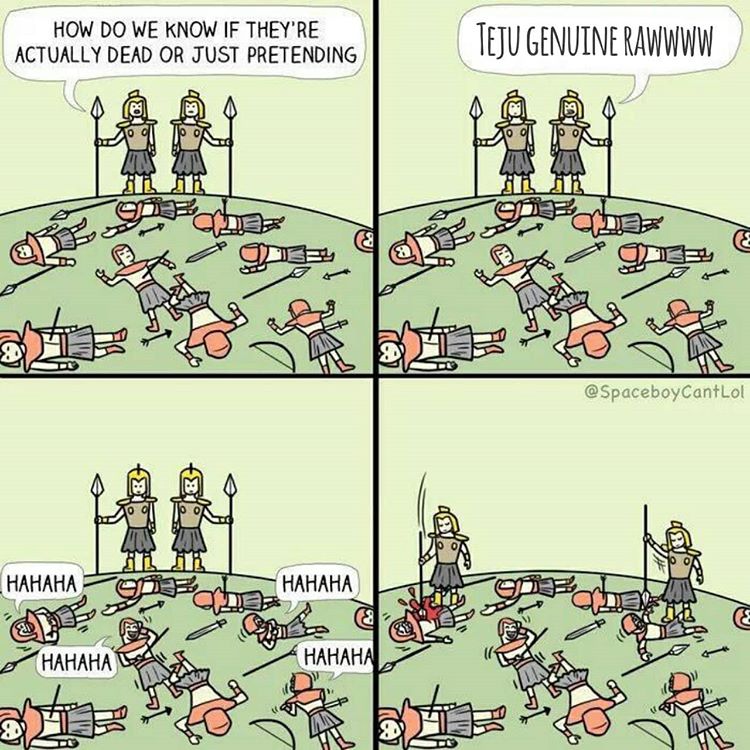 HOW DO WE KNOW IF THEY'RE
ACTUALLY DEAD OR JUST PRETENDING
TEJU GENUINE RAWWWW
@SpaceboyCantLol
HAHAHA
HAHAHA
HAHAHA
HAHAHA